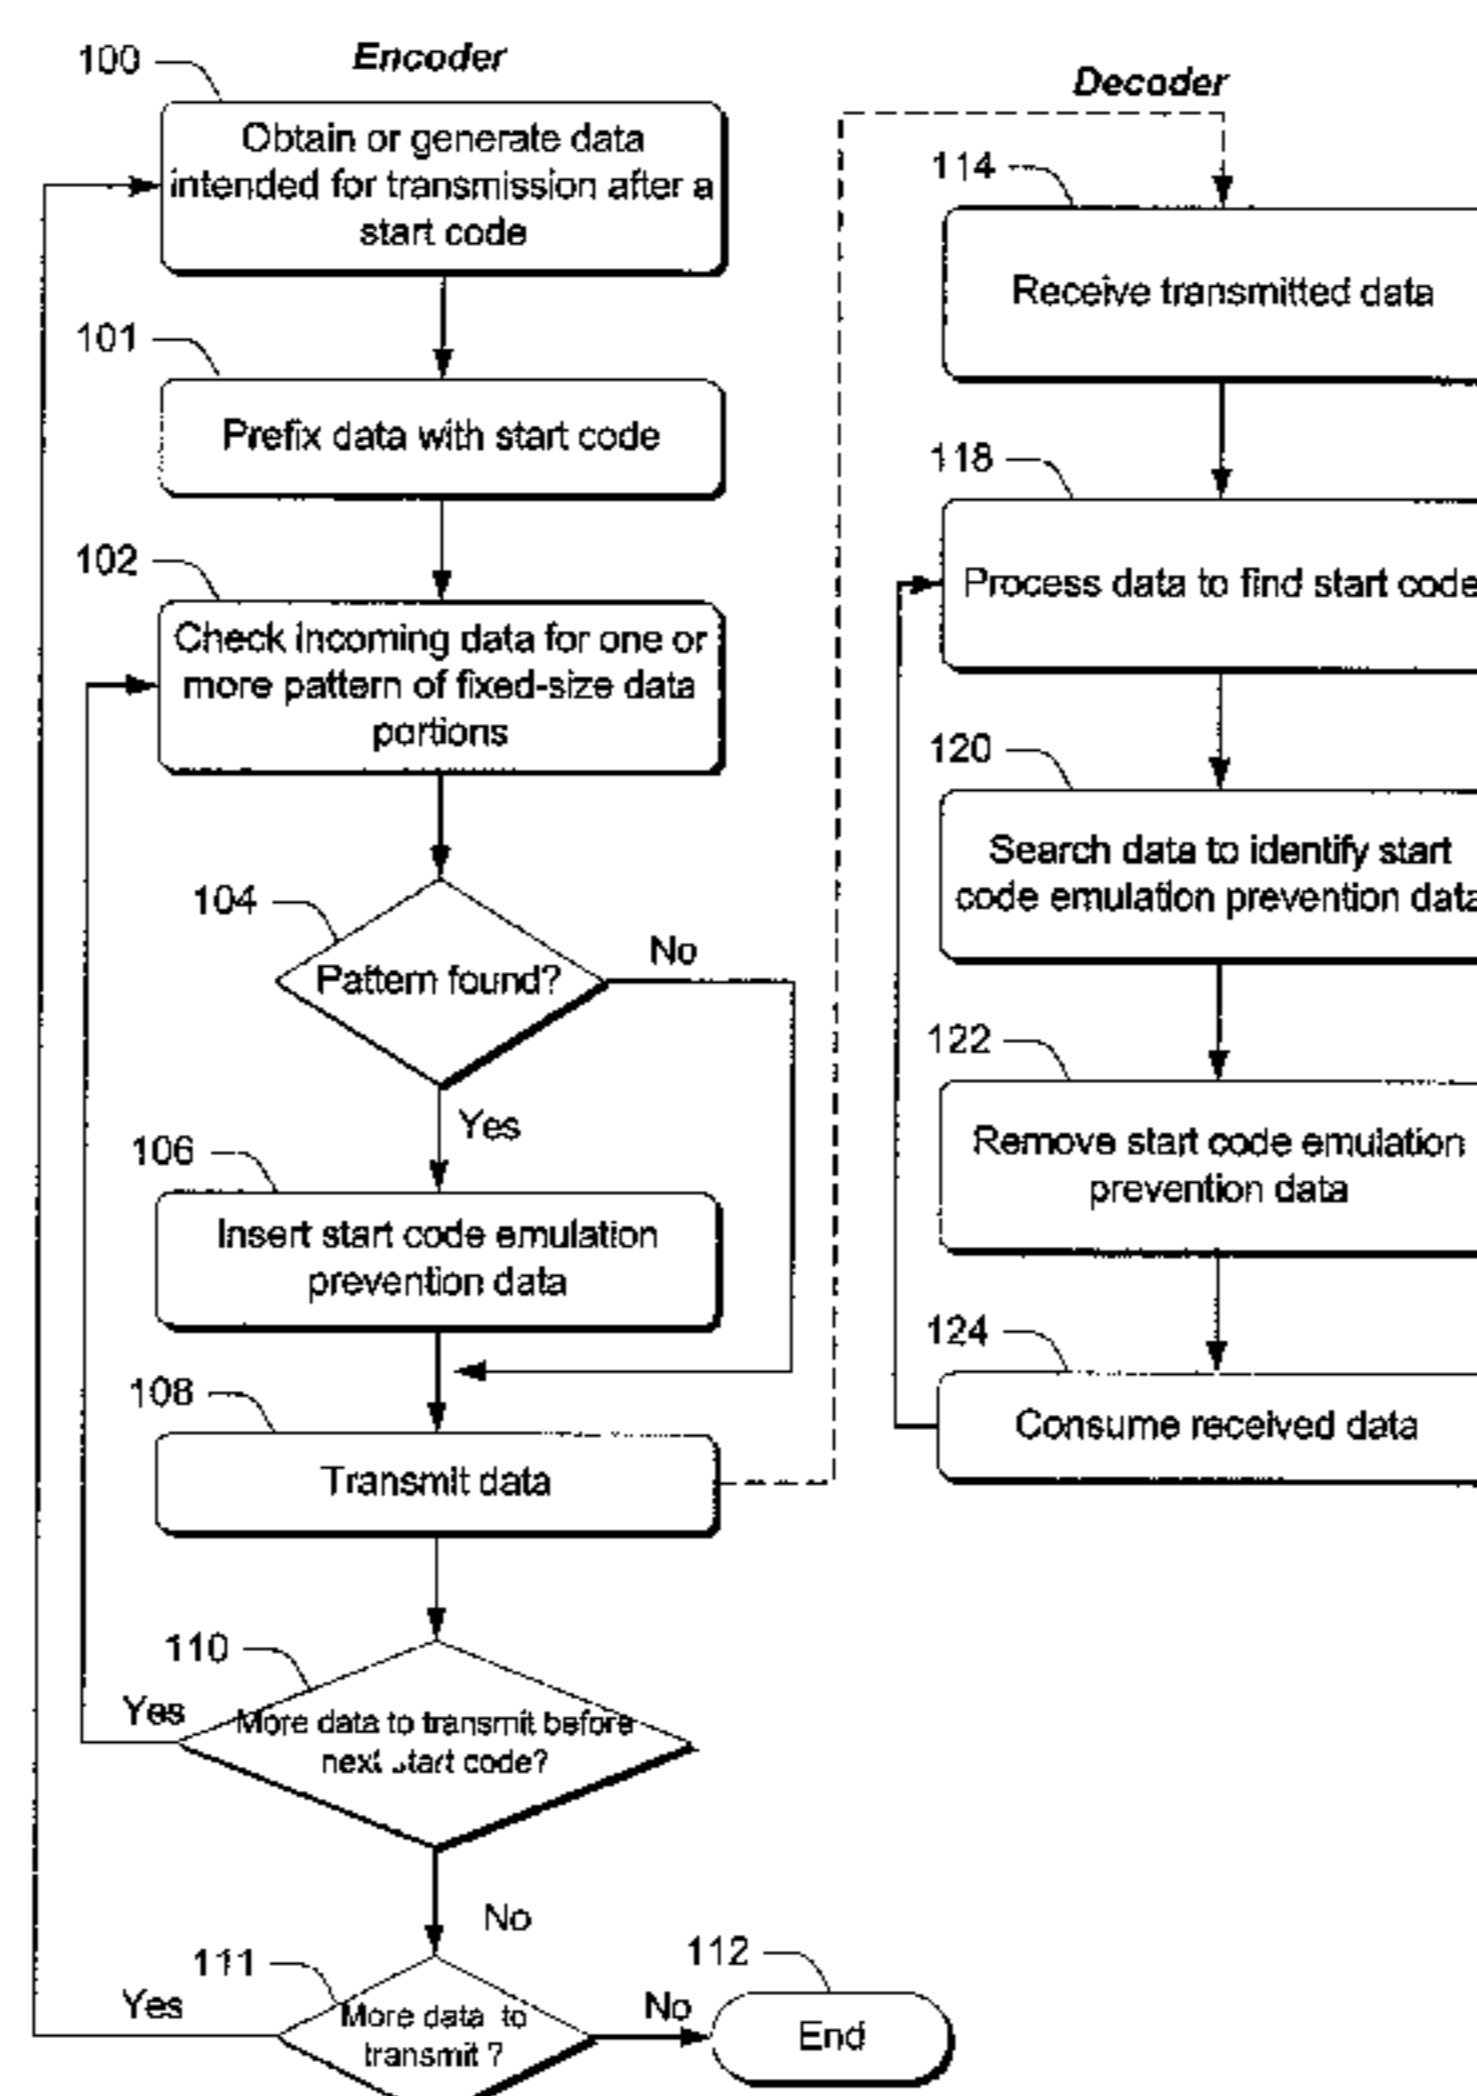 Encoder
100
Obtain or generate data
intended for transmission after a
start code
101
Prefix data with start code
102
Check incoming data for one or
more pattern of fixed-size data
portions
104
Pattern found?
No
Yes
106
Insert start code emulation
prevention data
108
Transmit data
110
More data to transmit before
next start code?
Yes
No
111
More data to
transmit ?
Yes
No
112
End
Decoder
114
Receive transmitted data
118
Process data to find start code
120
Search data to identify start
code emulation prevention data
122
Remove start code emulation
prevention data
124
Consume received data